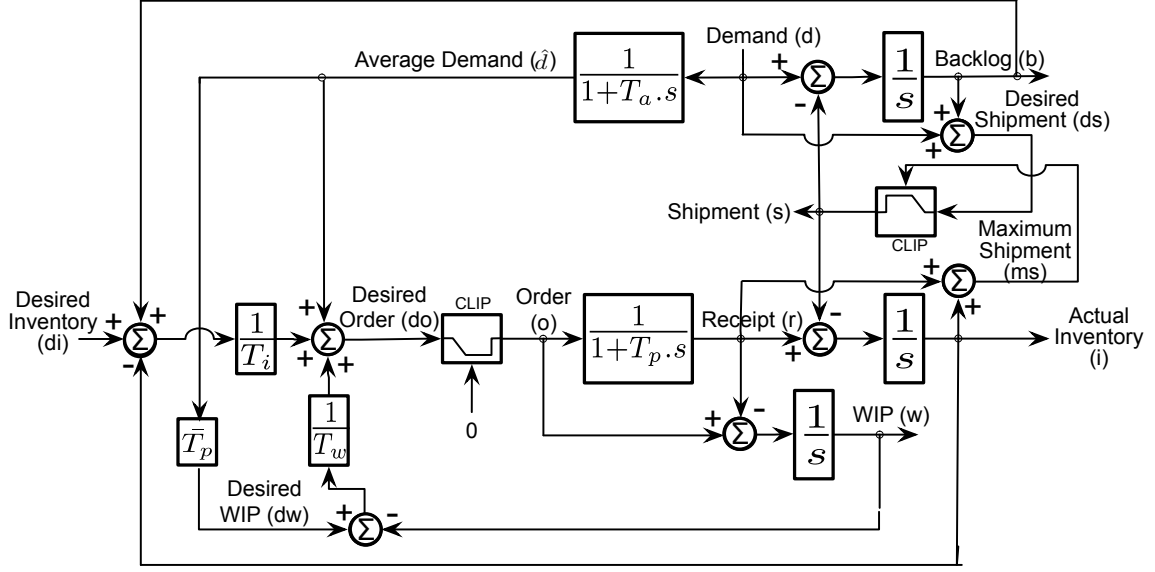 Demand (d)
Average Demand (d̂)
1
1+Tₐ.s
+
Σ
-
1
s
Backlog (b)
Desired
Shipment (ds)
+
+
Σ
Shipment (s)
CLIP
Maximum
Shipment
(ms)
Desired
Inventory
(di)
+
+
Σ
-
1
Tᵢ
+
+
Σ
+
Desired
Order (do)
CLIP
0
Order
(o)
1
1+Tₚ.s
Receipt (r)
+
Σ
+
-
+
Σ
1
s
Actual
Inventory
(i)
T̄ₚ
1
T_w
+
-
Σ
1
s
WIP (w)
Desired
WIP (dw)
+
-
Σ